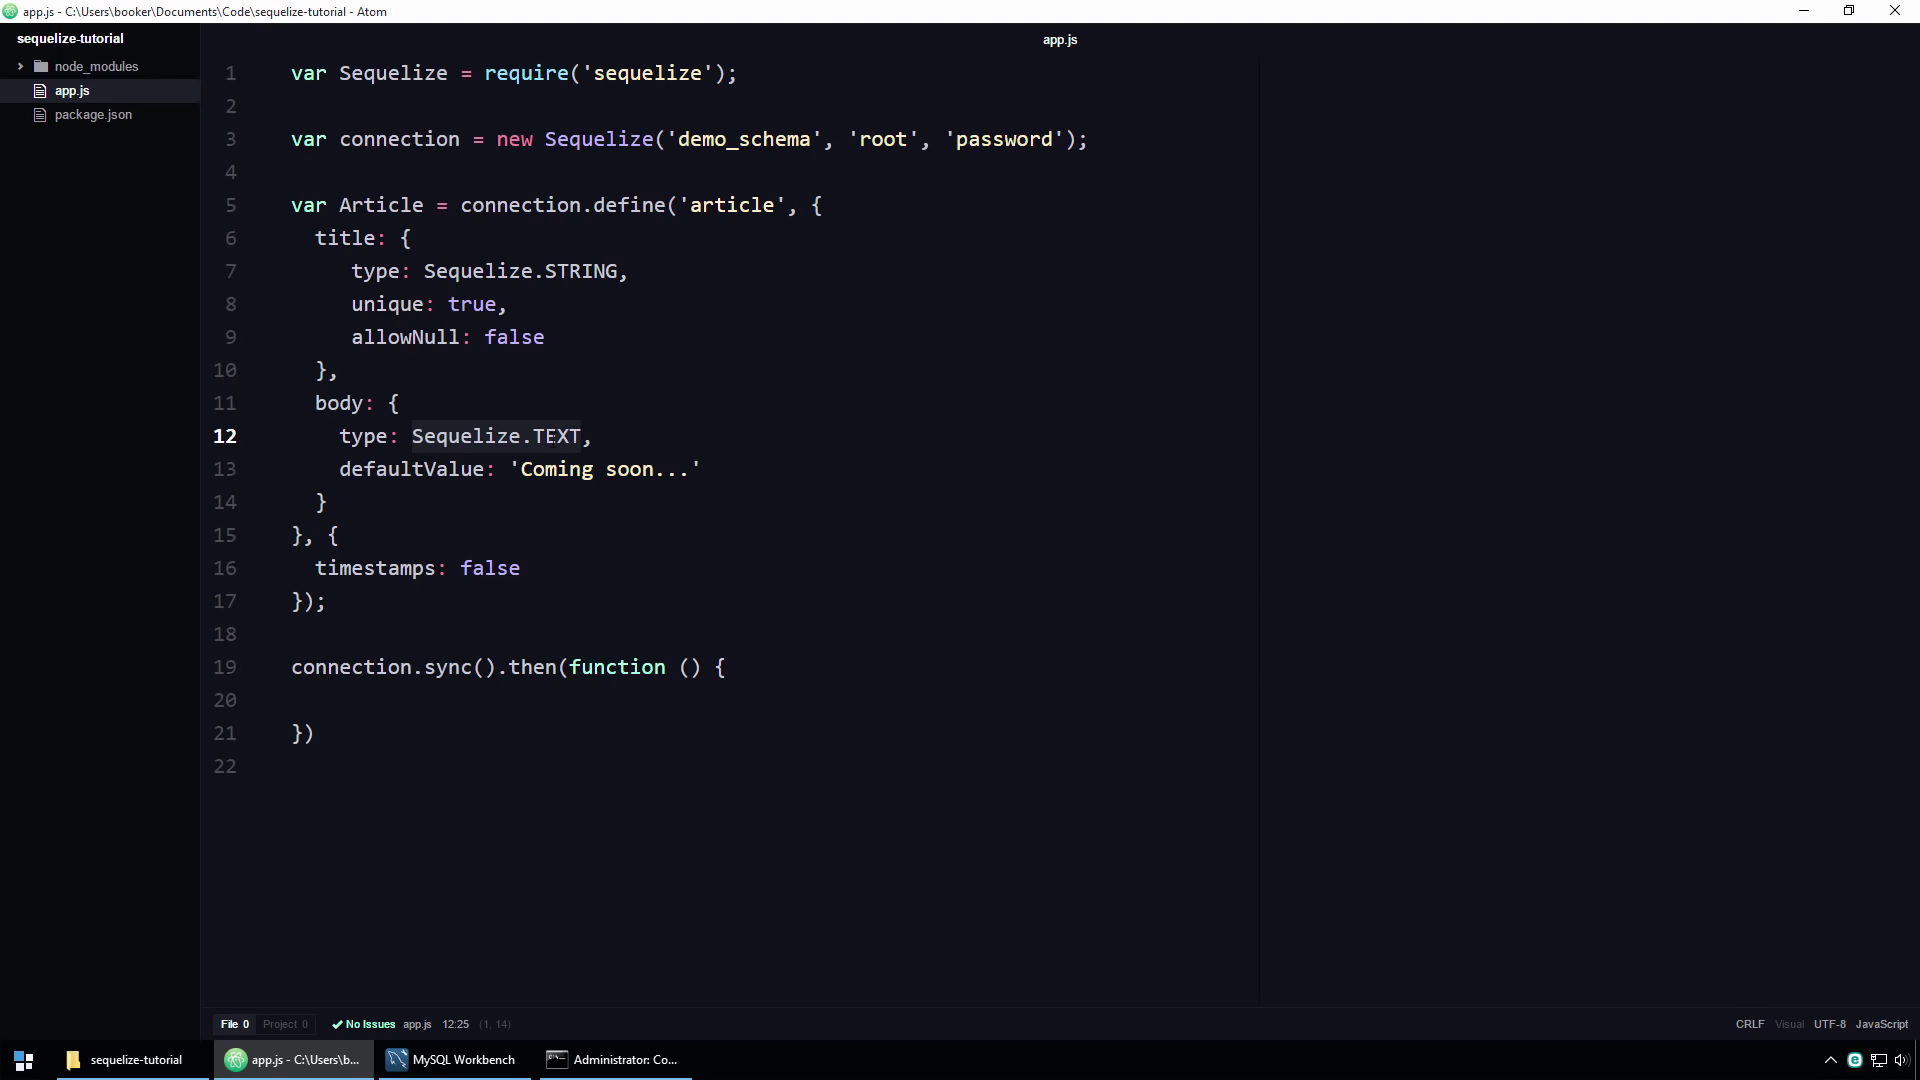 app.js - C:\Users\booker\Documents\Code\sequelize-tutorial - Atom
sequelize-tutorial
node_modules
app.js
package.json
app.js
1 var Sequelize = require('sequelize');
2
3 var connection = new Sequelize('demo_schema', 'root', 'password');
4
5 var Article = connection.define('article', {
6 title: {
7 type: Sequelize.STRING,
8 unique: true,
9 allowNull: false
10 },
11 body: {
12 type: Sequelize.TEXT,
13 defaultValue: 'Coming soon...'
14 }
15 }, {
16 timestamps: false
17 });
18
19 connection.sync().then(function () {
20
21 })
22
File 0 Project 0 No Issues app.js 12:25 (1, 14) CRLF Visual UTF-8 JavaScript
sequelize-tutorial app.js - C:\Users\b... MySQL Workbench Administrator: Co...